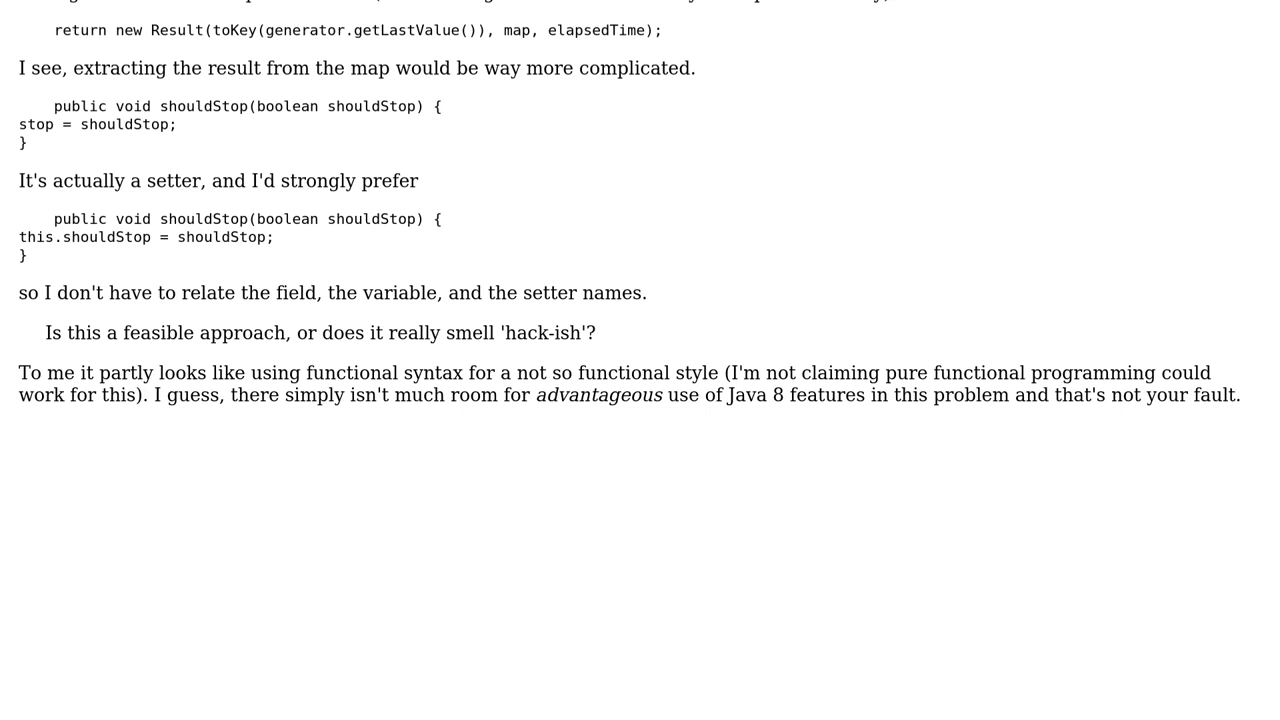 return new Result(toKey(generator.getLastValue()), map, elapsedTime);
I see, extracting the result from the map would be way more complicated.
public void shouldStop(boolean shouldStop) {
stop = shouldStop;
}
It's actually a setter, and I'd strongly prefer
public void shouldStop(boolean shouldStop) {
this.shouldStop = shouldStop;
}
so I don't have to relate the field, the variable, and the setter names.
Is this a feasible approach, or does it really smell 'hack-ish'?
To me it partly looks like using functional syntax for a not so functional style (I'm not claiming pure functional programming could
work for this). I guess, there simply isn't much room for advantageous use of Java 8 features in this problem and that's not your fault.